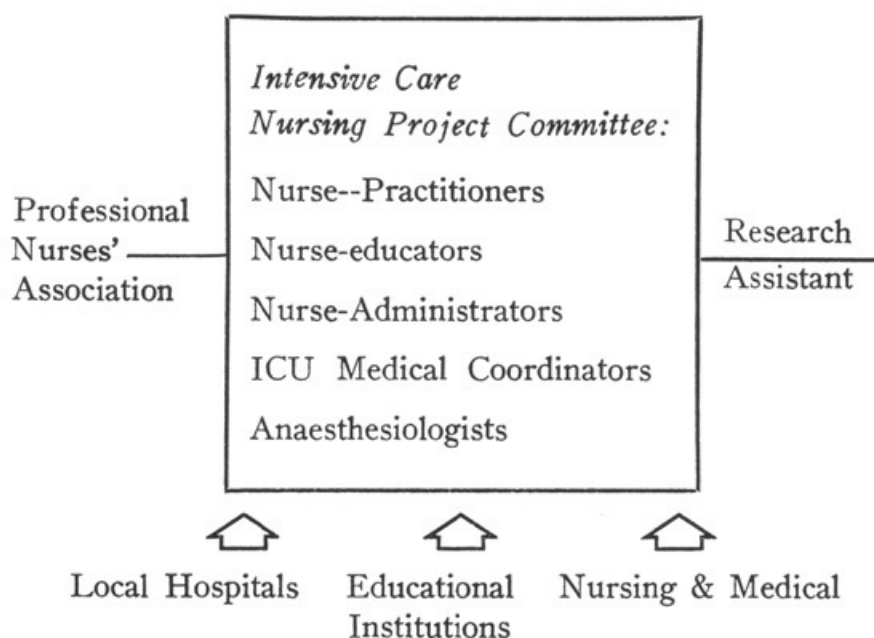 Intensive Care
Nursing Project Committee:
Nurse--Practitioners
Nurse-educators
Nurse-Administrators
ICU Medical Coordinators
Anaesthesiologists
Professional
Nurses'
Association
Research
Assistant
Local Hospitals
Educational
Institutions
Nursing & Medical